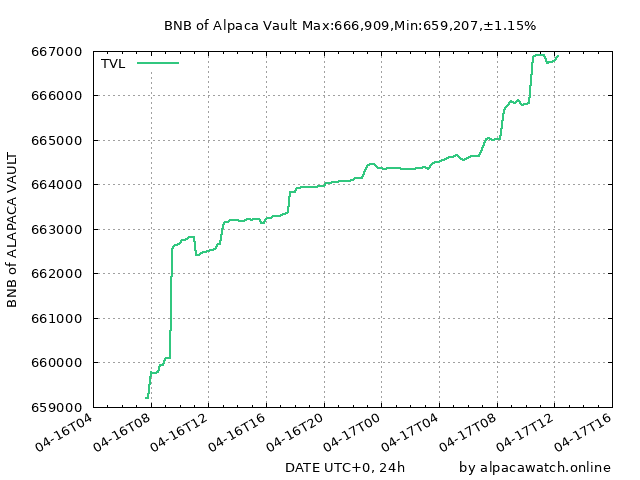 BNB of Alpaca Vault Max:666,909,Min:659,207,±1.15%
TVL
667000
666000
665000
664000
663000
662000
661000
660000
659000
BNB of ALAPACA VAULT
04-16T04
04-16T08
04-16T12
04-16T16
04-16T20
04-17T00
04-17T04
04-17T08
04-17T12
04-17T16
DATE UTC+0, 24h
by alpacawatch.online